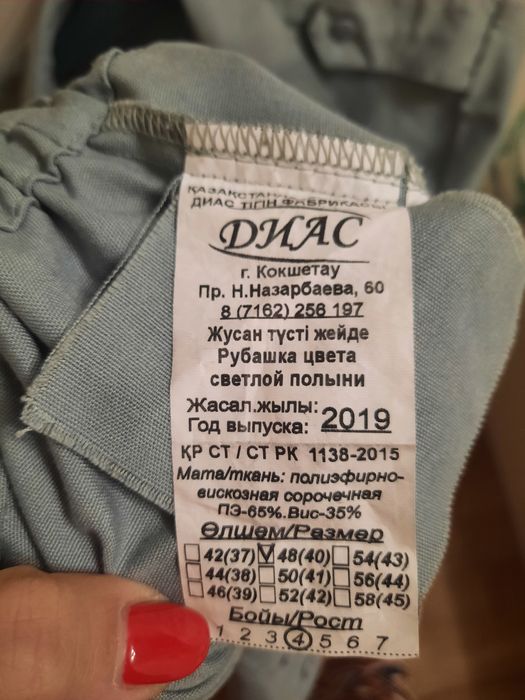 ҚАЗАҚСТАН
ДИАС ТІГІН ФАБРИКАСЫ
ДИАС
г. Кокшетау
Пр. Н.Назарбаева, 60
8 (7162) 256 197
Жусан түсті жейде
Рубашка цвета
светлой полыни
Жасал.жылы: 2019
Год выпуска:
ҚР СТ / СТ РК 1138-2015
Мата/ткань: полиэфирно-
вискозная сорочечная
ПЭ-65%.Вис-35%
Өлшем/Размер
42(37) 48(40) 54(43)
44(38) 50(41) 56(44)
46(39) 52(42) 58(45)
Бойы/Рост
1 2 3 4 5 6 7